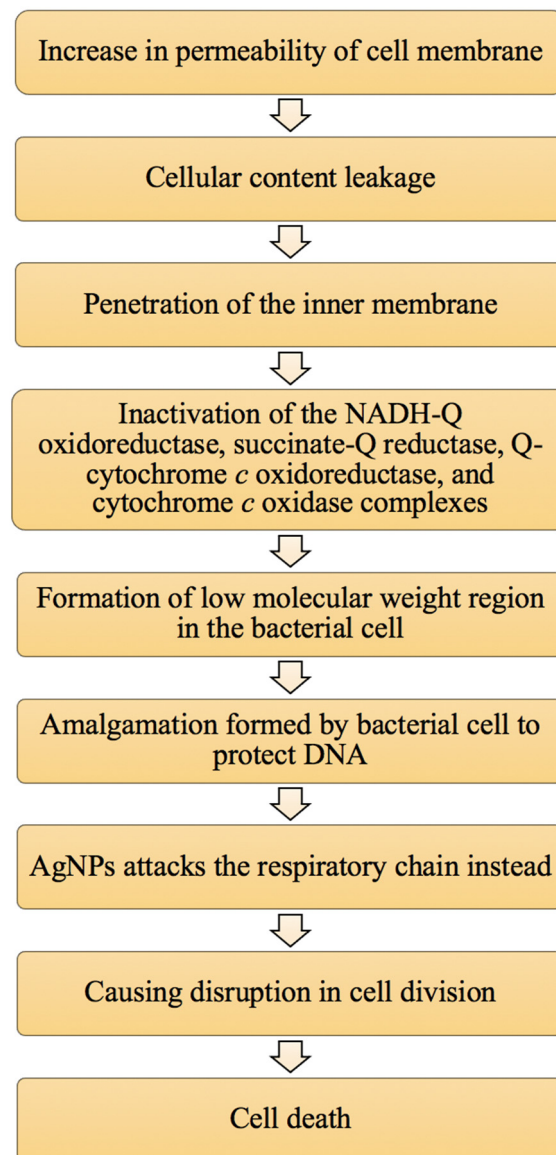 Increase in permeability of cell membrane
Cellular content leakage
Penetration of the inner membrane
Inactivation of the NADH-Q
oxidoreductase, succinate-Q reductase, Q-
cytochrome c oxidoreductase, and
cytochrome c oxidase complexes
Formation of low molecular weight region
in the bacterial cell
Amalgamation formed by bacterial cell to
protect DNA
AgNPs attacks the respiratory chain instead
Causing disruption in cell division
Cell death